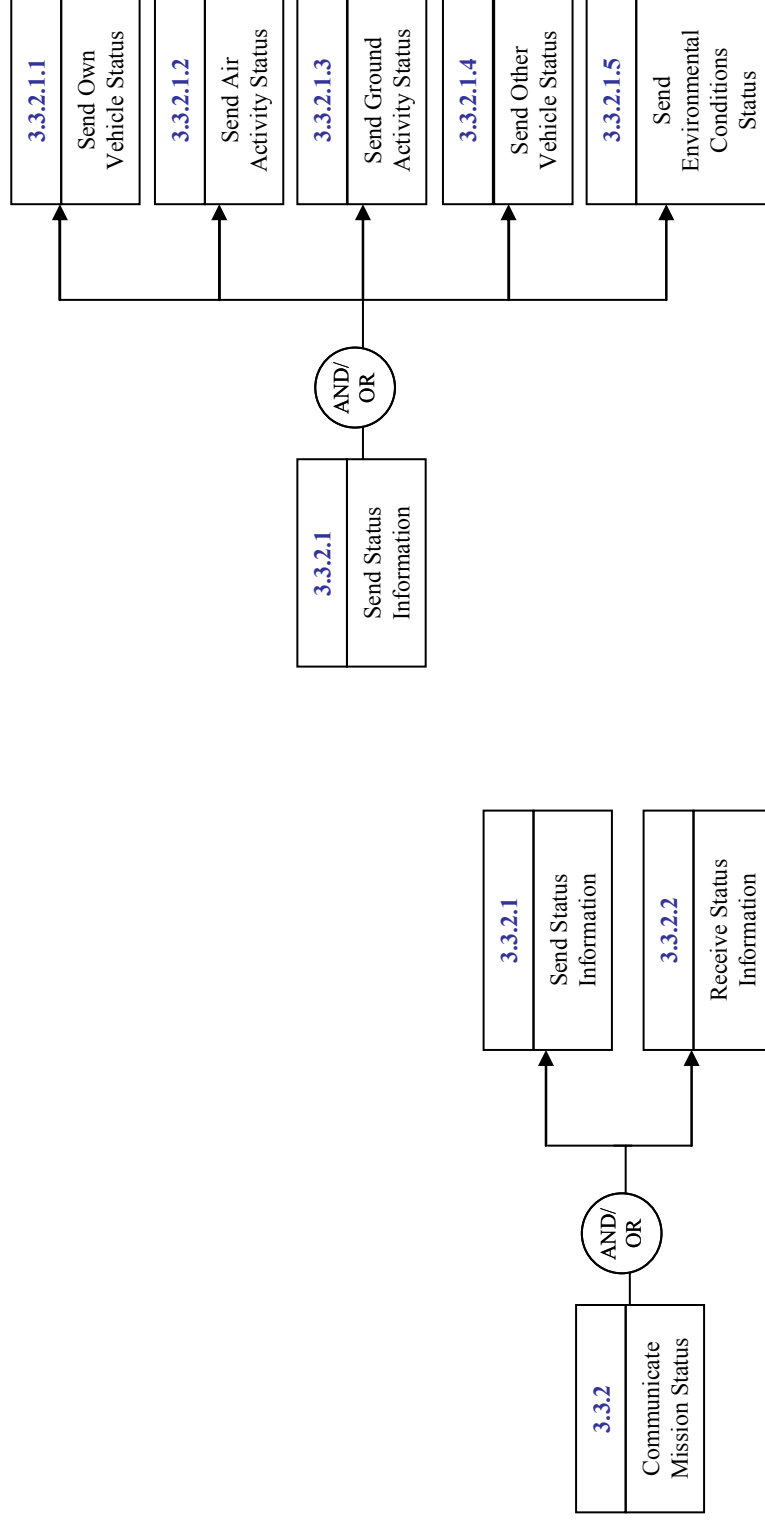 3.3.2
Communicate
Mission Status
AND/
OR
3.3.2.1
Send Status
Information
3.3.2.2
Receive Status
Information
3.3.2.1
Send Status
Information
AND/
OR
3.3.2.1.1
Send Own
Vehicle Status
3.3.2.1.2
Send Air
Activity Status
3.3.2.1.3
Send Ground
Activity Status
3.3.2.1.4
Send Other
Vehicle Status
3.3.2.1.5
Send
Environmental
Conditions
Status